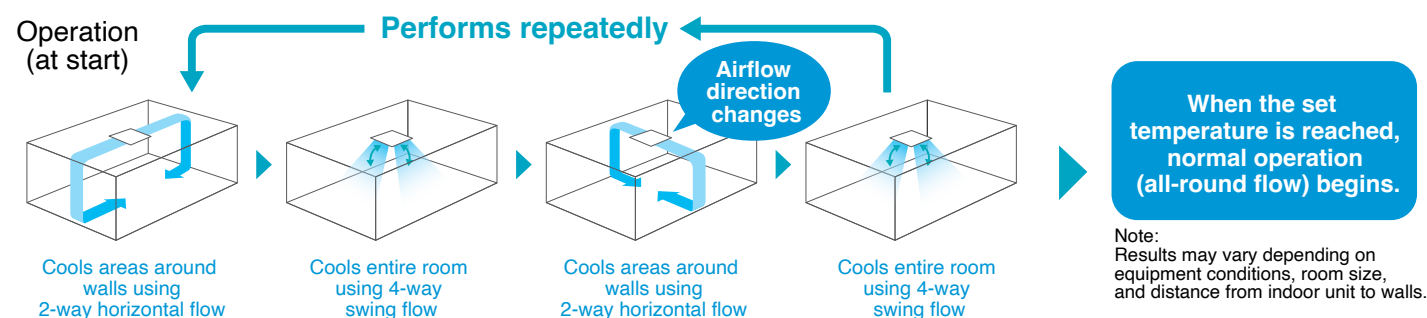 Operation
(at start)
Performs repeatedly
Airflow
direction
changes
Cools areas around
walls using
2-way horizontal flow
Cools entire room
using 4-way
swing flow
Cools areas around
walls using
2-way horizontal flow
Cools entire room
using 4-way
swing flow
When the set
temperature is reached,
normal operation
(all-round flow) begins.
Note:
Results may vary depending on
equipment conditions, room size,
and distance from indoor unit to walls.